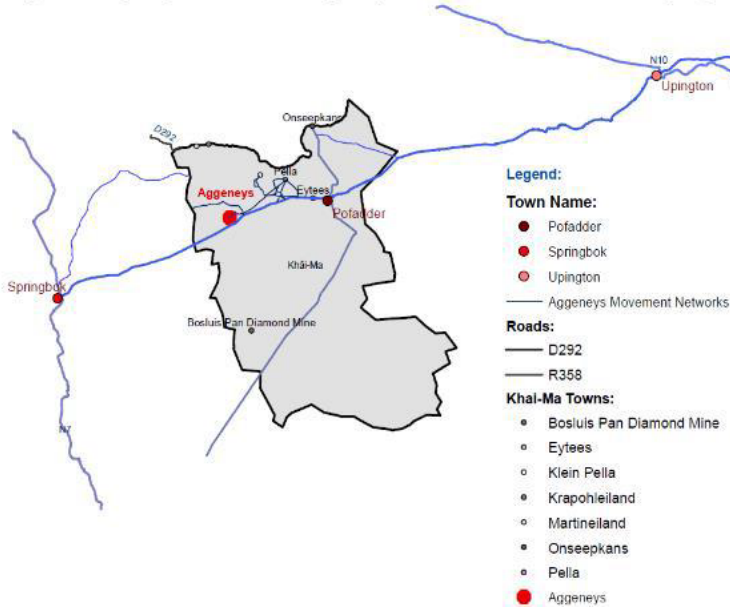 N10
Upington
Onseepkans
D292
Pella
Aggeneys
Eytees
Pofadder
Khâi-Ma
Springbok
Bosluis Pan Diamond Mine
N7
Legend:
Town Name:
Pofadder
Springbok
Upington
Aggeneys Movement Networks
Roads:
D292
R358
Khai-Ma Towns:
Bosluis Pan Diamond Mine
Eytees
Klein Pella
Krapohleiland
Martineiland
Onseepkans
Pella
Aggeneys